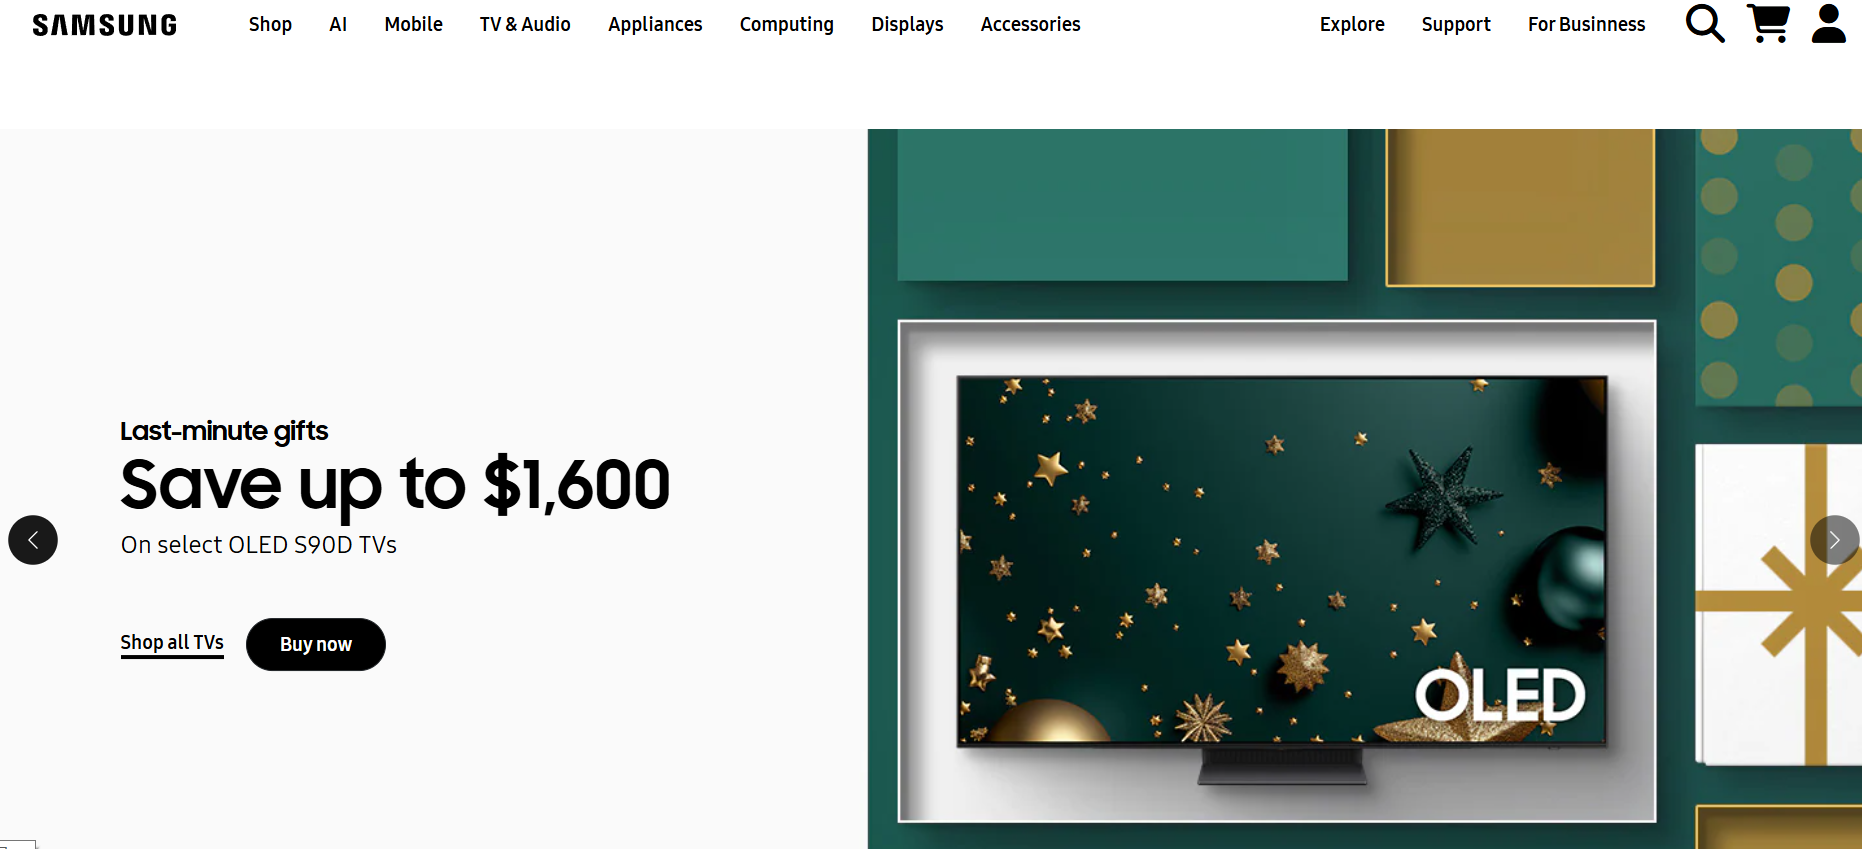 SAMSUNG Shop AI Mobile TV & Audio Appliances Computing Displays Accessories Explore Support For Businness
Last-minute gifts
Save up to $1,600
On select OLED S90D TVs
Shop all TVs Buy now
OLED